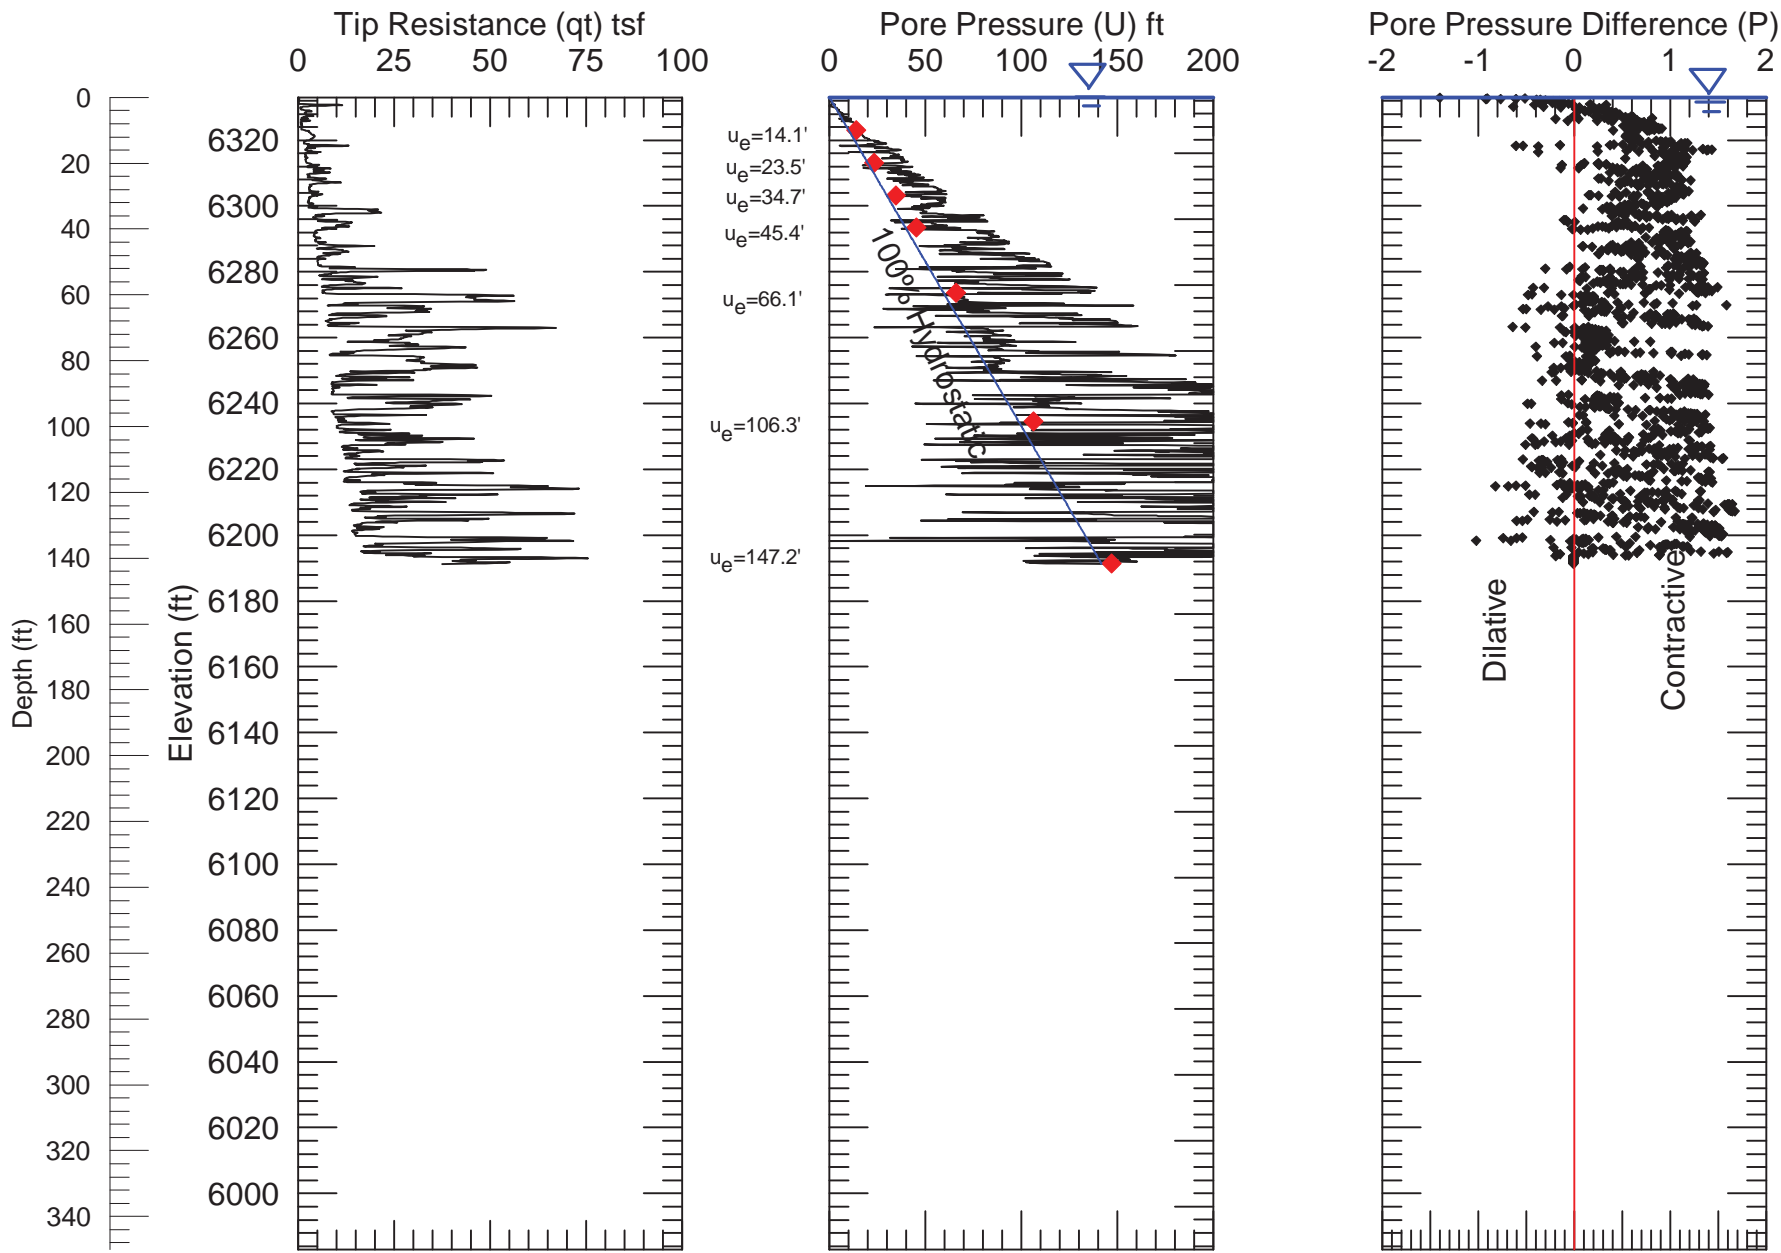 Tip Resistance (qt) tsf
0 25 50 75 100
Pore Pressure (U) ft
0 50 100 150 200
Pore Pressure Difference (P)
-2 -1 0 1 2
Depth (ft)
0
20
40
60
80
100
120
140
160
180
200
220
240
260
280
300
320
340
Elevation (ft)
6320
6300
6280
6260
6240
6220
6200
6180
6160
6140
6120
6100
6080
6060
6040
6020
6000
25 50 75
ue=14.1'
ue=23.5'
ue=34.7'
ue=45.4'
ue=66.1'
ue=106.3'
ue=147.2'
100% Hydrostatic
Dilative
Contractive